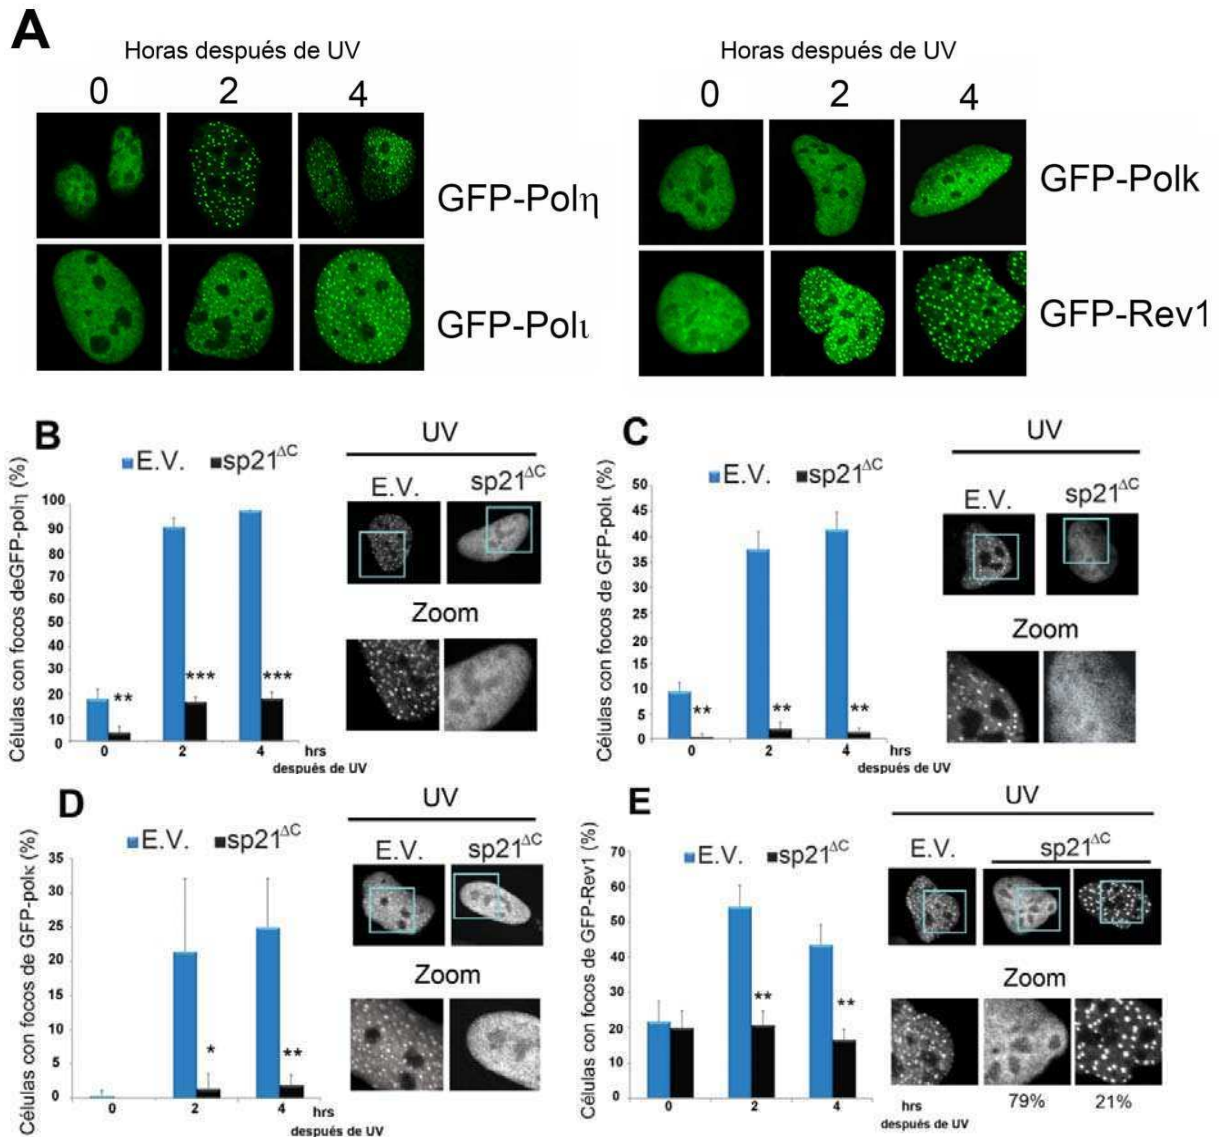 A
Horas después de UV
0 2 4
GFP-Polη
GFP-Polι
Horas después de UV
0 2 4
GFP-Polk
GFP-Rev1
B
E.V. sp21ΔC
Células con focos deGFP-polη (%)
100
90
80
70
60
50
40
30
20
10
0
** *** ***
0 2 4 hrs
después de UV
UV
E.V. sp21ΔC
Zoom
C
E.V. sp21ΔC
Células con focos de GFP-polι (%)
50
45
40
35
30
25
20
15
10
5
0
** ** **
0 2 4 hrs
después de UV
UV
E.V. sp21ΔC
Zoom
D
E.V. sp21ΔC
Células con focos de GFP-polκ (%)
35
30
25
20
15
10
5
0
* **
0 2 4 hrs
después de UV
UV
E.V. sp21ΔC
Zoom
E
E.V. sp21ΔC
Células con focos de GFP-Rev1 (%)
70
60
50
40
30
20
10
0
** **
0 2 4 hrs
después de UV
UV
E.V. sp21ΔC
Zoom
79% 21%